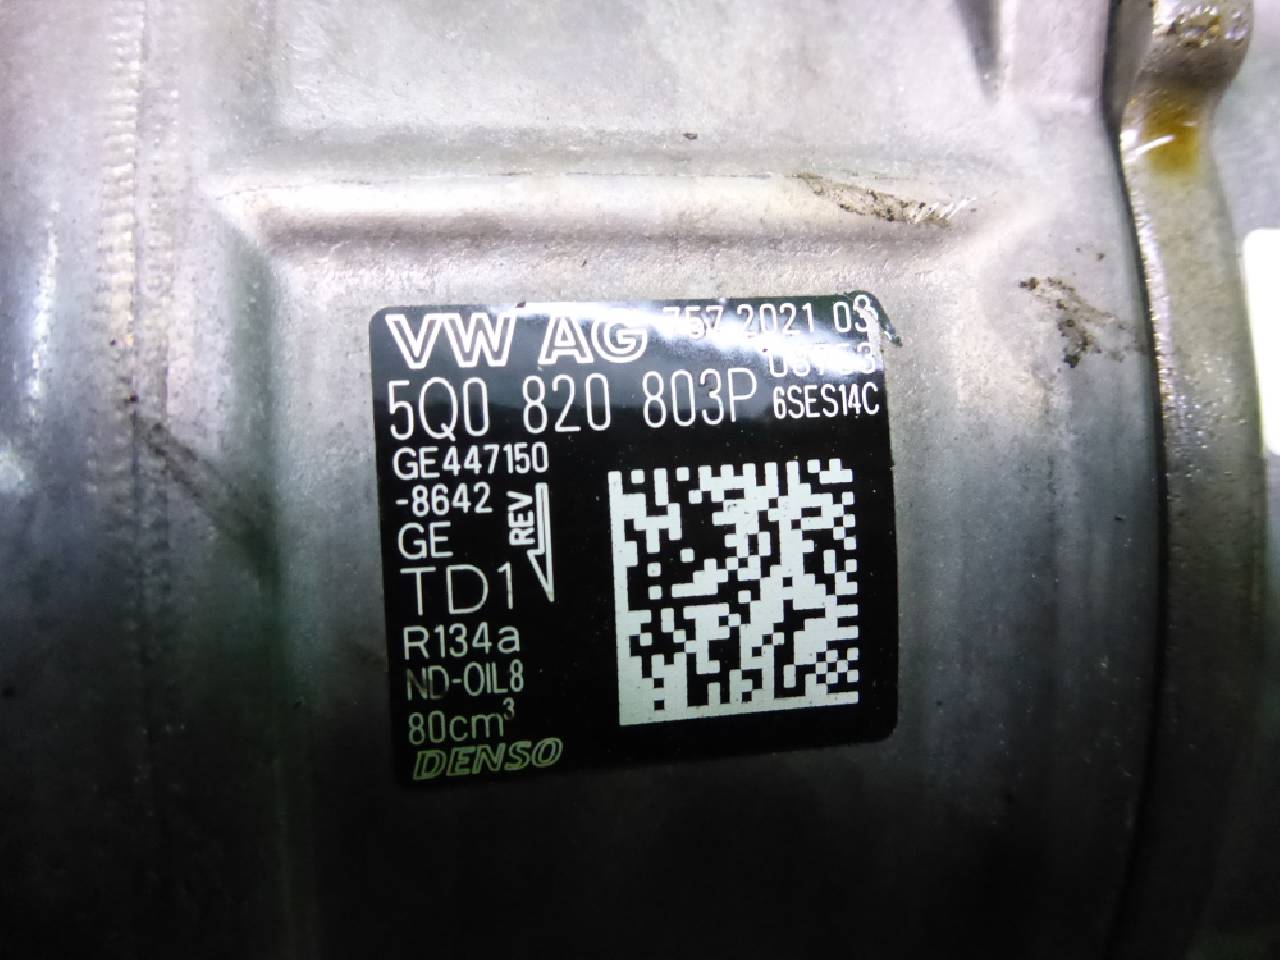 VW AG 757 2021 03
5Q0 820 803P 6SES14C
GE447150
-8642
GE REV
TD1
R134a
ND-OIL8
80cm³
DENSO